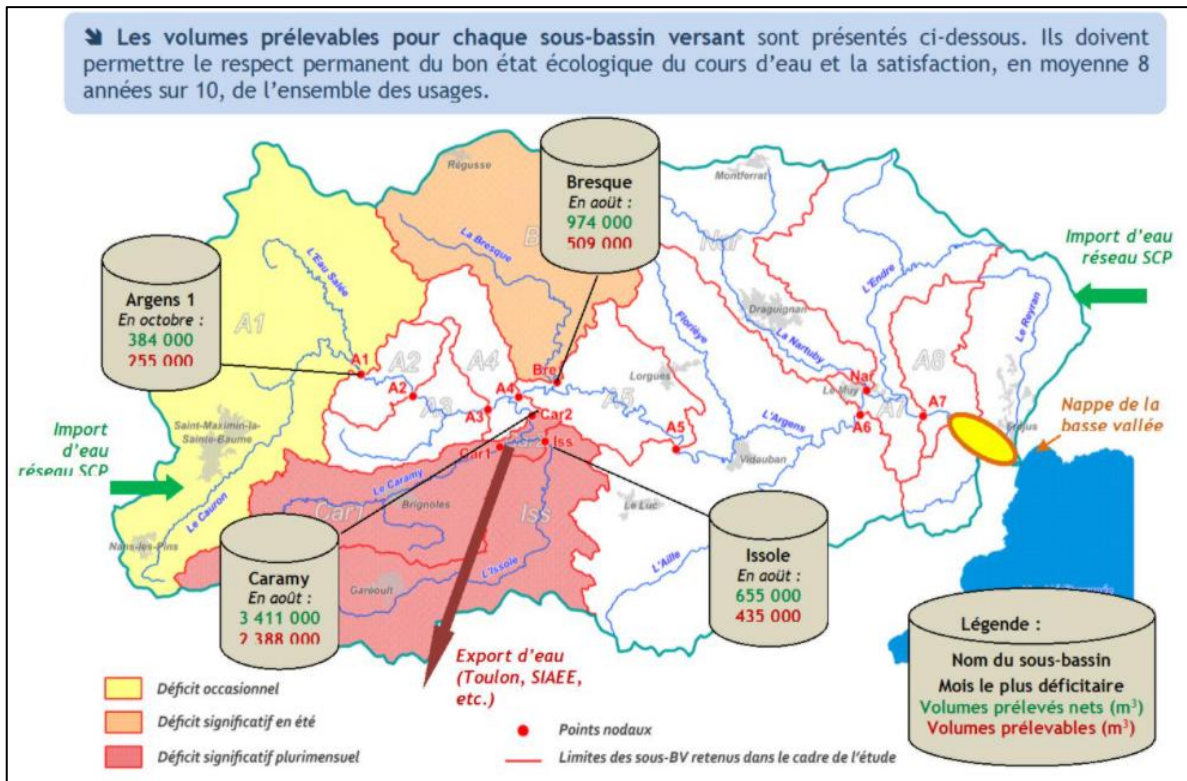 ↘ Les volumes prélevables pour chaque sous-bassin versant sont présentés ci-dessous. Ils doivent
permettre le respect permanent du bon état écologique du cours d'eau et la satisfaction, en moyenne 8
années sur 10, de l'ensemble des usages.
Régusse
Montferrat
Bresque
En août :
974 000
509 000
La Bresque
Nar
Import d'eau
réseau SCP
L'Eau Salée
L'Endre
Le Reyran
Argens 1
En octobre :
384 000
255 000
A1
A1
A2
A2
A3
A3
A4
A4
Bre
Florièye
Draguignan
La Nartuby
Lorgues
Nar
Le Muy
A8
A5
A5
A6
A7
A7
Fréjus
Nappe de la
basse vallée
Saint-Maximin-la-
Sainte-Baume
Import
d'eau
réseau SCP
Car2
Iss
Car1
L'Argens
Vidauban
Le Caramy
Brignoles
Car1
Iss
Le Cauron
Nans-les-Pins
Le Luc
L'Aille
Garéoult
L'Issole
Caramy
En août :
3 411 000
2 388 000
Issole
En août :
655 000
435 000
Export d'eau
(Toulon, SIAEE,
etc.)
Légende :
Nom du sous-bassin
Mois le plus déficitaire
Volumes prélevés nets (m³)
Volumes prélevables (m³)
Déficit occasionnel
Déficit significatif en été
Déficit significatif plurimensuel
Points nodaux
Limites des sous-BV retenus dans le cadre de l'étude